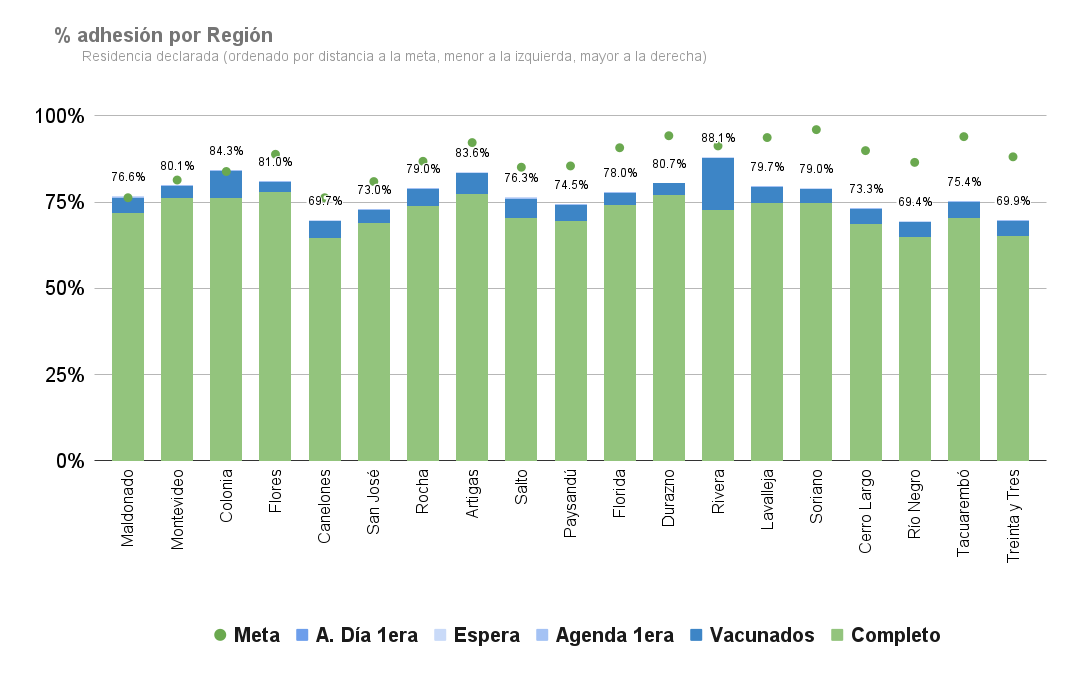 % adhesión por Región
Residencia declarada (ordenado por distancia a la meta, menor a la izquierda, mayor a la derecha)
100%
75%
50%
25%
0%
76.6%
80.1%
84.3%
81.0%
69.7%
73.0%
79.0%
83.6%
76.3%
74.5%
78.0%
80.7%
88.1%
79.7%
79.0%
73.3%
69.4%
75.4%
69.9%
Maldonado
Montevideo
Colonia
Flores
Canelones
San José
Rocha
Artigas
Salto
Paysandú
Florida
Durazno
Rivera
Lavalleja
Soriano
Cerro Largo
Río Negro
Tacuarembó
Treinta y Tres
Meta A. Día 1era Espera Agenda 1era Vacunados Completo